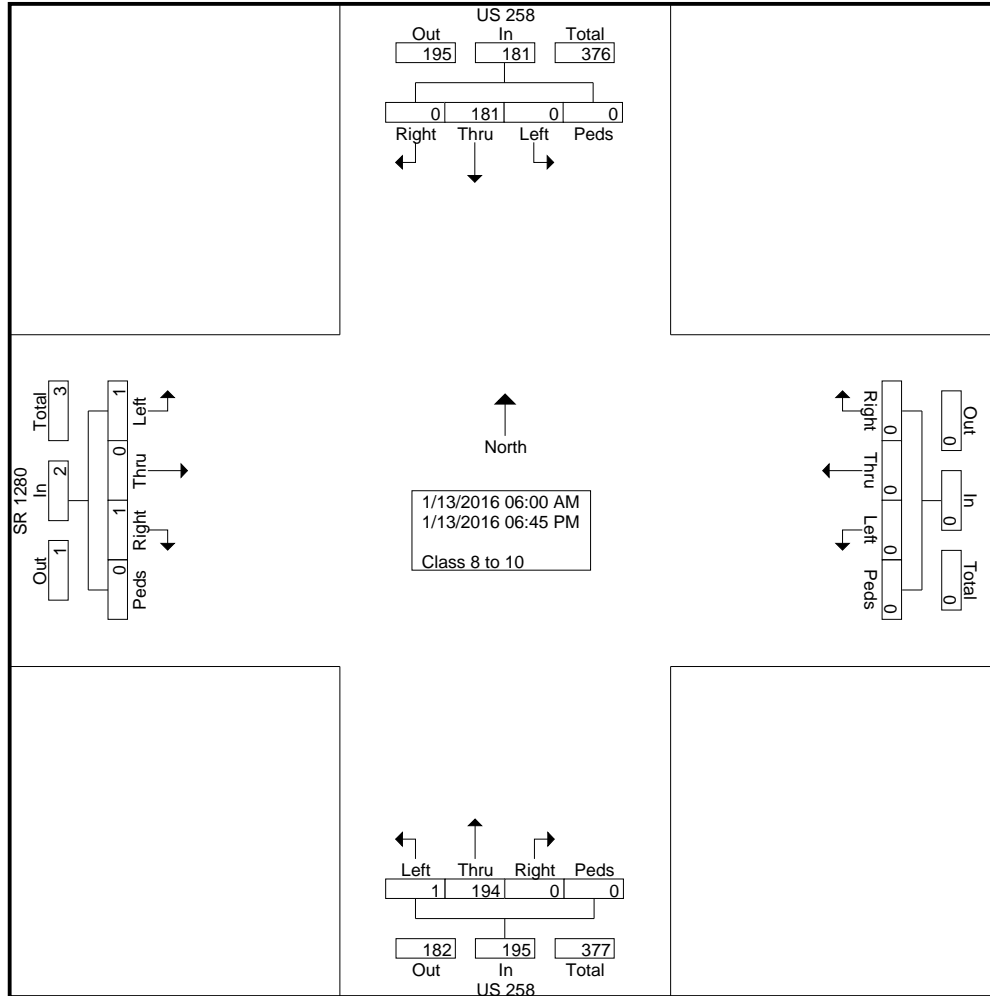 US 258
Out In Total
195 181 376
0 181 0 0
Right Thru Left Peds
SR 1280
Total In Out
3 2 1
1 0 1 0
Left Thru Right Peds
North
1/13/2016 06:00 AM
1/13/2016 06:45 PM
Class 8 to 10
Right Thru Left Peds
0 0 0 0
Out In Total
0 0 0
Left Thru Right Peds
1 194 0 0
182 195 377
Out In Total
US 258